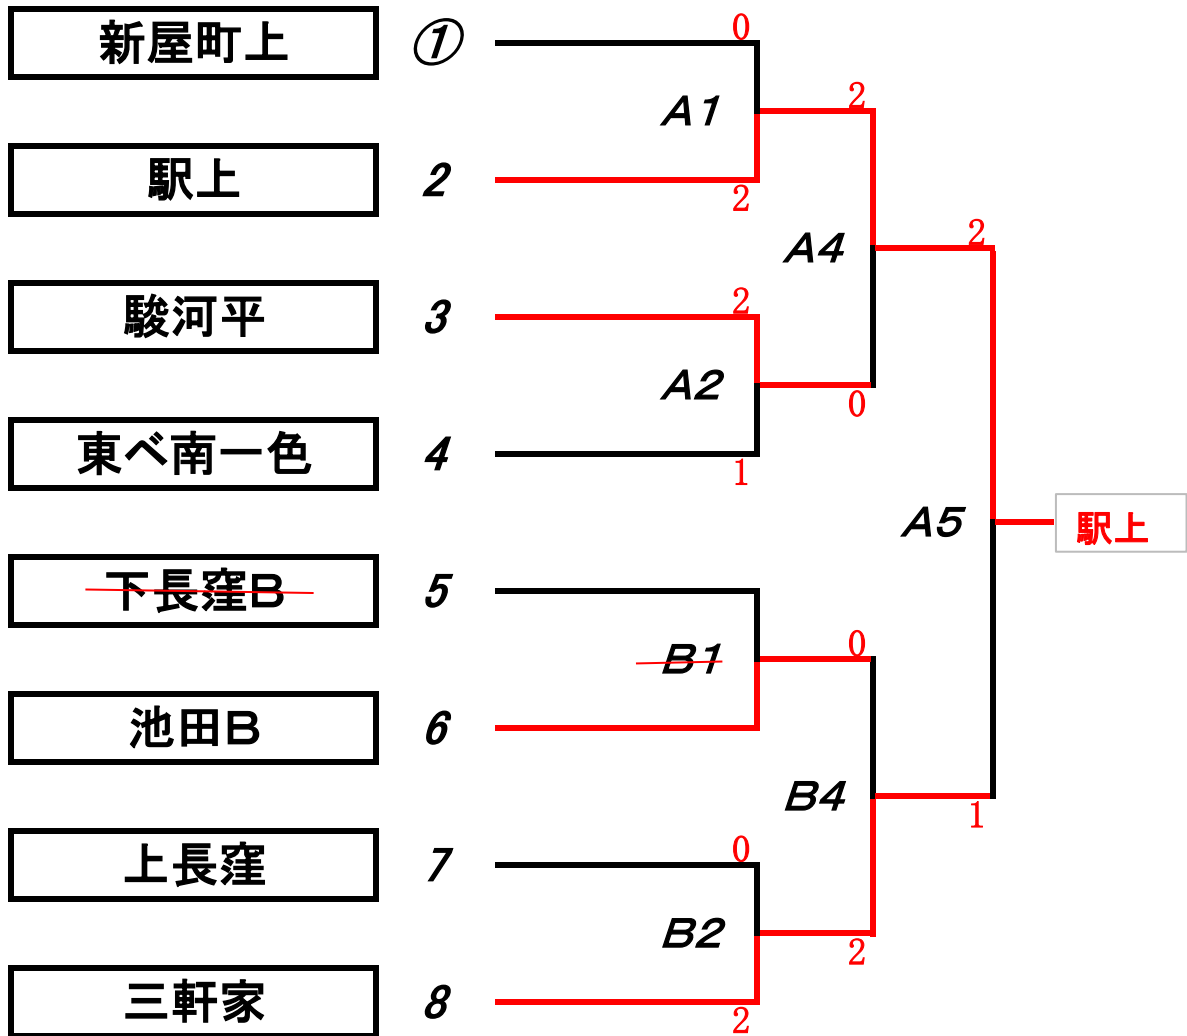 新屋町上 ① 0
A1 2
駅上 2 2
A4 2
駿河平 3 2
A2 0
東べ南一色 4 1
A5 駅上
下長窪B 5
B1 0
池田B 6
B4 1
上長窪 7 0
B2 2
三軒家 8 2